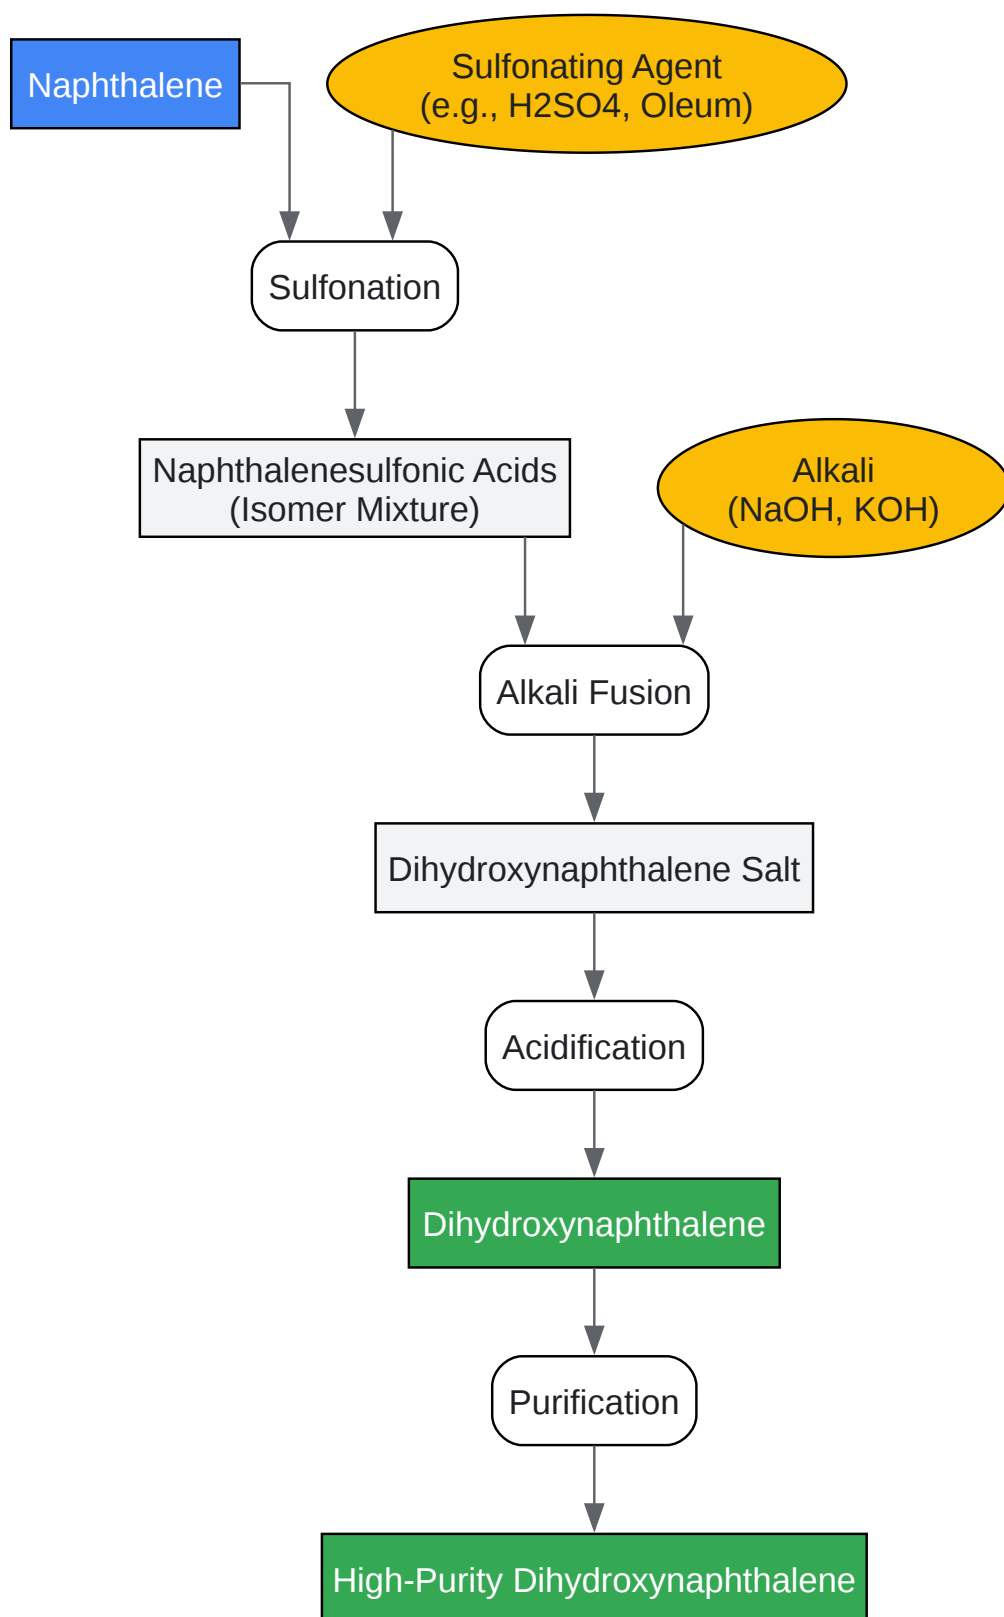 Naphthalene
Sulfonating Agent
(e.g., H2SO4, Oleum)
Sulfonation
Naphthalenesulfonic Acids
(Isomer Mixture)
Alkali
(NaOH, KOH)
Alkali Fusion
Dihydroxynaphthalene Salt
Acidification
Dihydroxynaphthalene
Purification
High-Purity Dihydroxynaphthalene